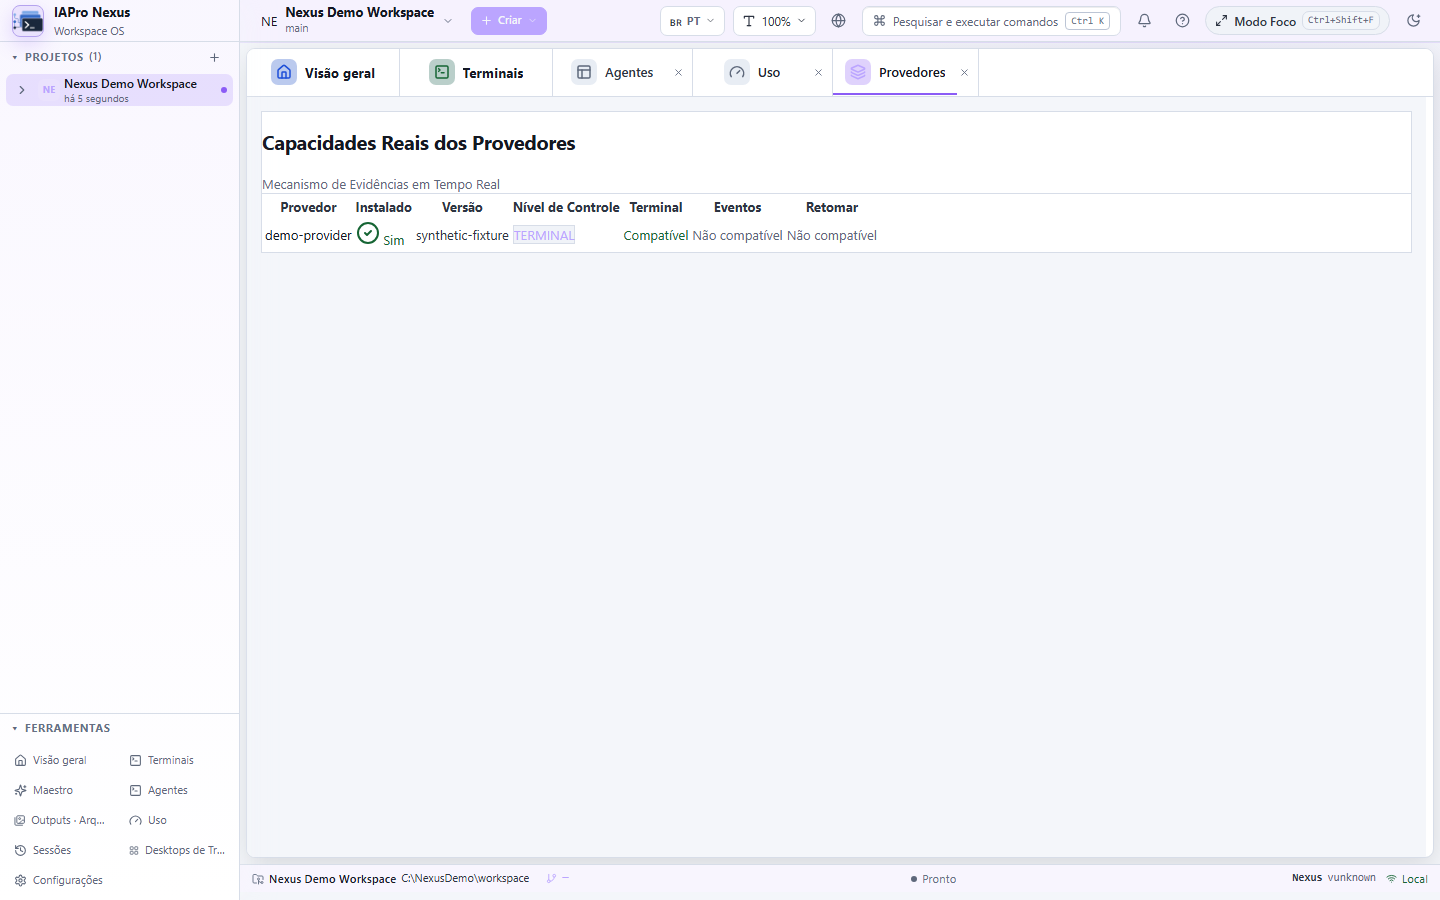 IAPro Nexus
Workspace OS
NE Nexus Demo Workspace
main
Criar
BR PT
100%
Pesquisar e executar comandos Ctrl K
Modo Foco Ctrl+Shift+F
PROJETOS (1)
NE Nexus Demo Workspace
há 5 segundos
Visão geral
Terminais
Agentes
Uso
Provedores
Capacidades Reais dos Provedores
Mecanismo de Evidências em Tempo Real
Provedor Instalado Versão Nível de Controle Terminal Eventos Retomar
demo-provider Sim synthetic-fixture TERMINAL Compatível Não compatível Não compatível
FERRAMENTAS
Visão geral Terminais
Maestro Agentes
Outputs · Arq... Uso
Sessões Desktops de Tr...
Configurações
Nexus Demo Workspace C:\NexusDemo\workspace —
Pronto
Nexus vunknown Local